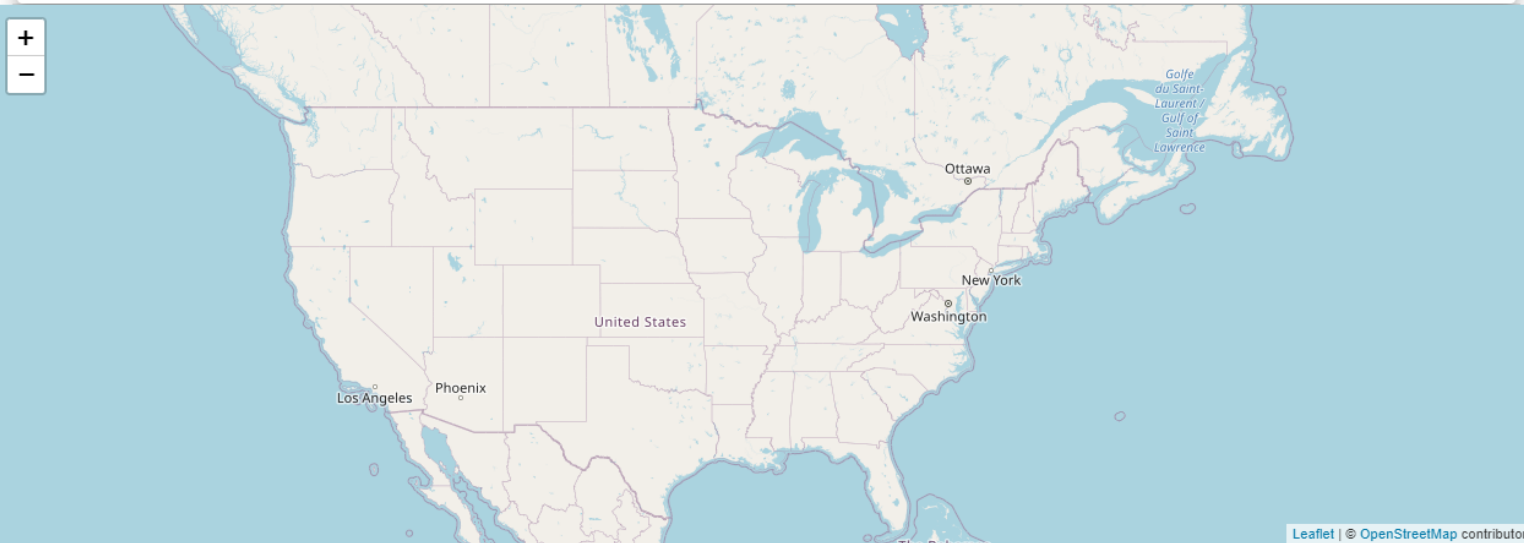 +
−
Golfe
du Saint-
Laurent /
Gulf of
Saint
Lawrence
Ottawa
New York
Washington
United States
Phoenix
Los Angeles
Leaflet | © OpenStreetMap contributor